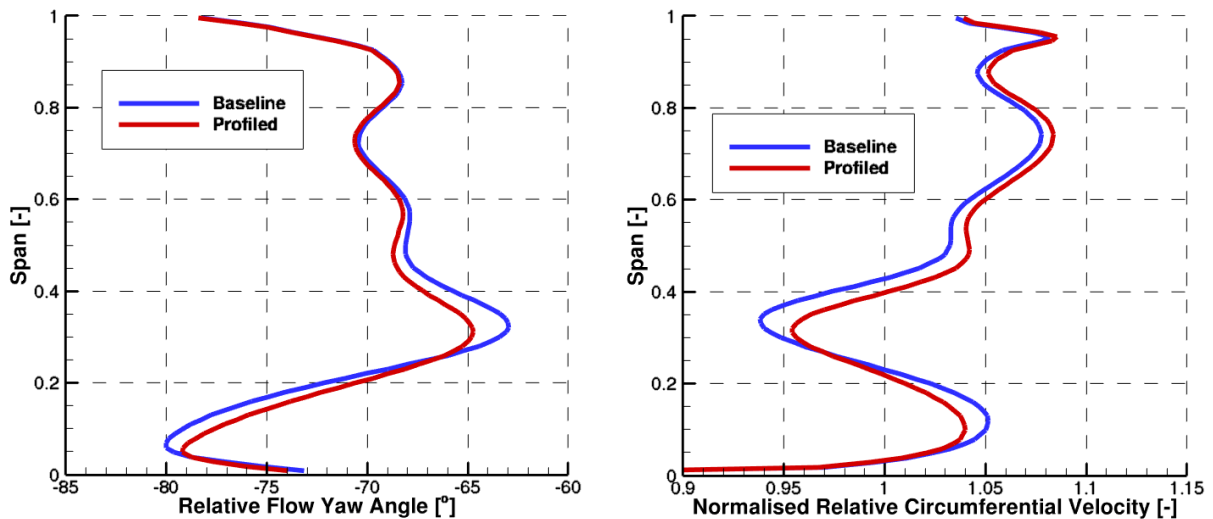 1
0.8
0.6
0.4
0.2
0
Span [-]
Baseline
Profiled
-85 -80 -75 -70 -65 -60
Relative Flow Yaw Angle [º]
1
0.8
0.6
0.4
0.2
0
Span [-]
Baseline
Profiled
0.9 0.95 1 1.05 1.1 1.15
Normalised Relative Circumferential Velocity [-]